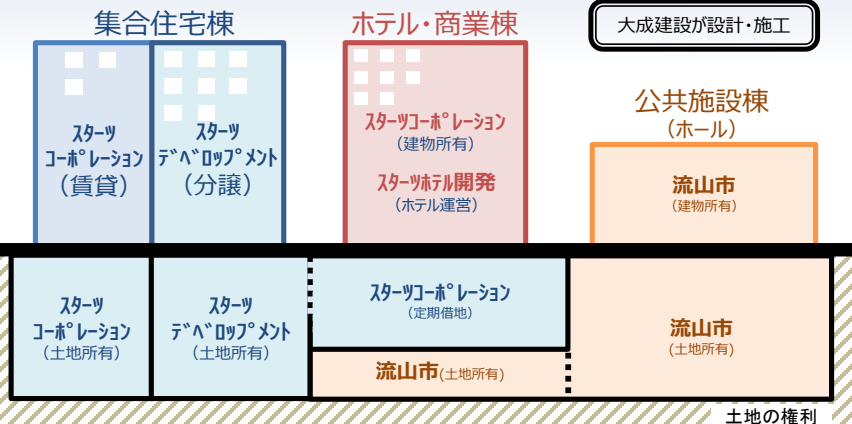 集合住宅棟
ホテル・商業棟
大成建設が設計・施工
公共施設棟
（ホール）
ｽﾀｰﾂ
ｺｰﾎﾟﾚｰｼｮﾝ
（賃貸）
ｽﾀｰﾂ
ﾃﾞﾍﾞﾛｯﾌﾟﾒﾝﾄ
（分譲）
ｽﾀｰﾂｺｰﾎﾟﾚｰｼｮﾝ
（建物所有）
ｽﾀｰﾂﾎﾃﾙ開発
（ホテル運営）
流山市
（建物所有）
ｽﾀｰﾂ
ｺｰﾎﾟﾚｰｼｮﾝ
（土地所有）
ｽﾀｰﾂ
ﾃﾞﾍﾞﾛｯﾌﾟﾒﾝﾄ
（土地所有）
ｽﾀｰﾂｺｰﾎﾟﾚｰｼｮﾝ
（定期借地）
流山市(土地所有）
流山市
(土地所有)
土地の権利